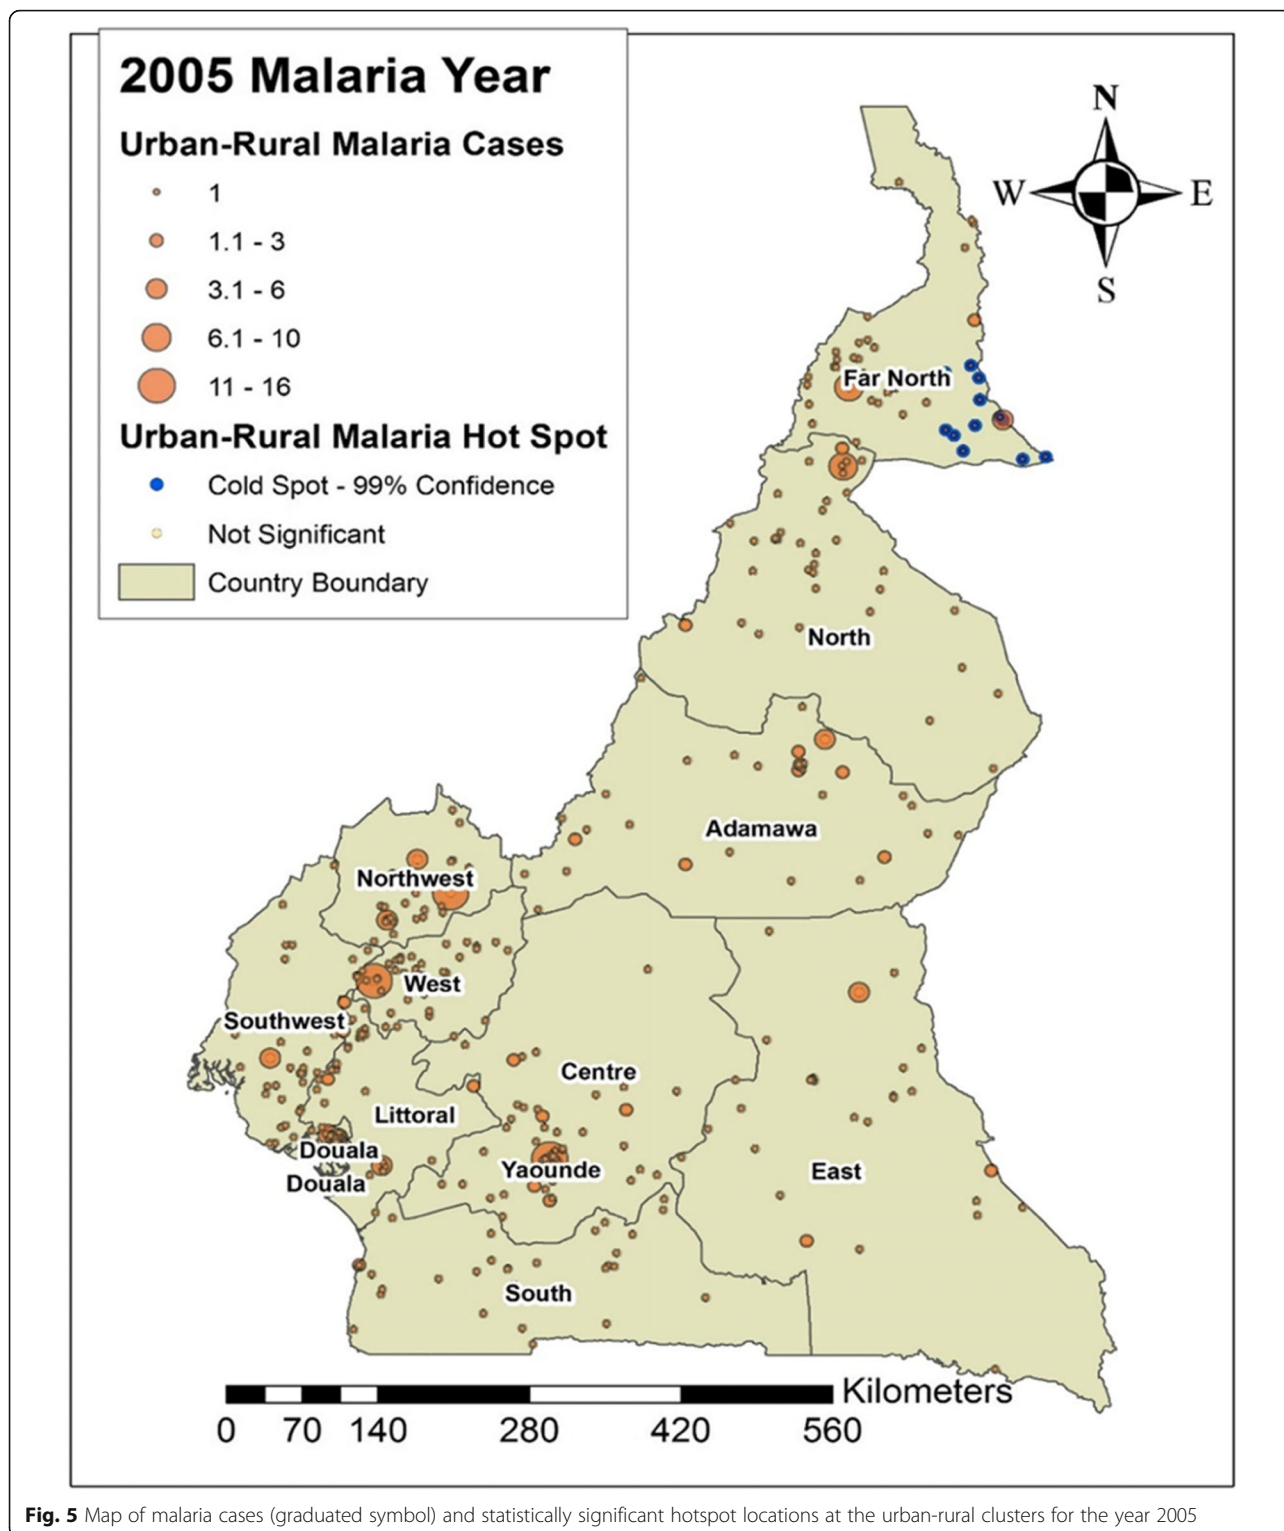 2005 Malaria Year
Urban-Rural Malaria Cases
1
1.1 - 3
3.1 - 6
6.1 - 10
11 - 16
Urban-Rural Malaria Hot Spot
Cold Spot - 99% Confidence
Not Significant
Country Boundary
N
W E
S
Far North
North
Adamawa
Northwest
West
Southwest
Centre
Littoral
Douala
Yaounde
East
Douala
South
Kilometers
0 70 140 280 420 560
Fig. 5 Map of malaria cases (graduated symbol) and statistically significant hotspot locations at the urban-rural clusters for the year 2005